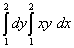 ∫₁² dy ∫₁² xy dx